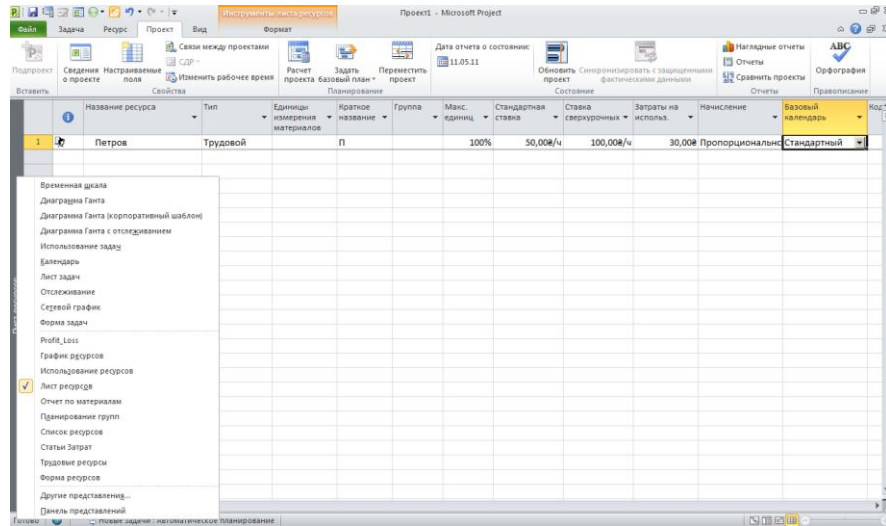 Инструменты листа ресурсов
Проект1 - Microsoft Project
Файл Задача Ресурс Проект Вид Формат
Подпроект
Сведения о проекте
Настраиваемые поля
Связи между проектами
СДР
Изменить рабочее время
Расчет проекта
Задать базовый план
Переместить проект
Дата отчета о состоянии:
11.05.11
Обновить проект
Синхронизировать с защищенными фактическими данными
Наглядные отчеты
Отчеты
Сравнить проекты
ABC
Орфография
Вставить Свойства Планирование Состояние Отчеты Правописание
Название ресурса Тип Единицы измерения материалов Краткое название Группа Макс. единиц Стандартная ставка Ставка сверхурочных Затраты на использ. Начисление Базовый календарь Код
1 Петров Трудовой П 100% 50,00₴/ч 100,00₴/ч 30,00₴ Пропорциональнс Стандартный
Временная шкала
Диаграмма Ганта
Диаграмма Ганта (корпоративный шаблон)
Диаграмма Ганта с отслеживанием
Использование задач
Календарь
Лист задач
Отслеживание
Сетевой график
Форма задач
Profit_Loss
График ресурсов
Использование ресурсов
Лист ресурсов
Отчет по материалам
Планирование групп
Список ресурсов
Статьи Затрат
Трудовые ресурсы
Форма ресурсов
Другие представления...
Панель представлений
Готово Новые задачи : Автоматическое планирование